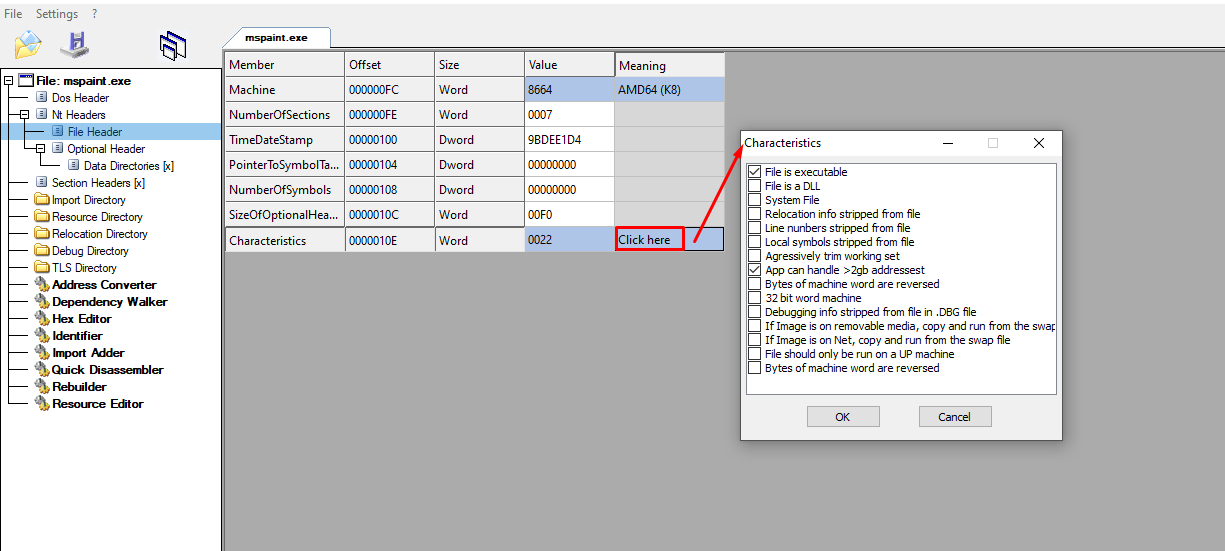 File Settings ?
mspaint.exe
File: mspaint.exe
Dos Header
Nt Headers
File Header
Optional Header
Data Directories [x]
Section Headers [x]
Import Directory
Resource Directory
Relocation Directory
Debug Directory
TLS Directory
Address Converter
Dependency Walker
Hex Editor
Identifier
Import Adder
Quick Disassembler
Rebuilder
Resource Editor
Member Offset Size Value Meaning
Machine 000000FC Word 8664 AMD64 (K8)
NumberOfSections 000000FE Word 0007
TimeDateStamp 00000100 Dword 9BDEE1D4
PointerToSymbolTa... 00000104 Dword 00000000
NumberOfSymbols 00000108 Dword 00000000
SizeOfOptionalHea... 0000010C Word 00F0
Characteristics 0000010E Word 0022 Click here
Characteristics
File is executable
File is a DLL
System File
Relocation info stripped from file
Line numbers stripped from file
Local symbols stripped from file
Agressively trim working set
App can handle >2gb addressest
Bytes of machine word are reversed
32 bit word machine
Debugging info stripped from file in .DBG file
If Image is on removable media, copy and run from the swap
If Image is on Net, copy and run from the swap file
File should only be run on a UP machine
Bytes of machine word are reversed
OK Cancel